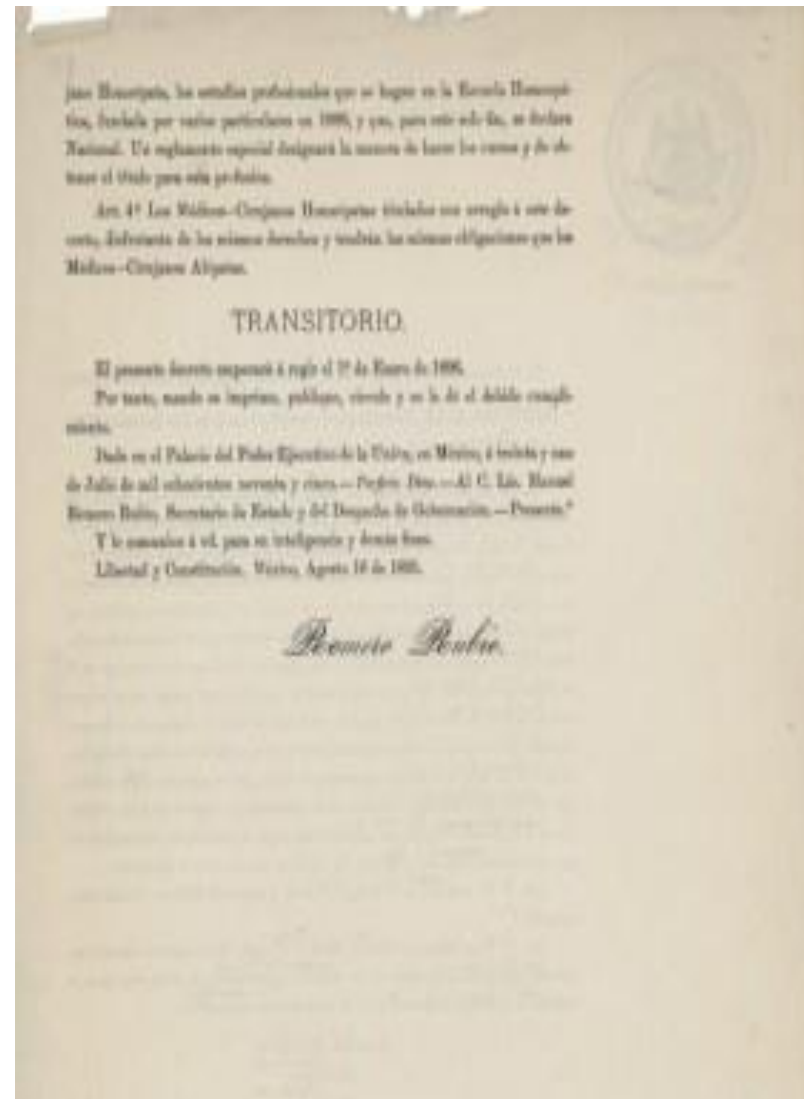 jano Homeópata, los estudios profesionales que se hagan en la Escuela Homeopá-
tica, fundada por varios particulares en y que, para este solo fin, se declara
Nacional. Un reglamento especial designará la manera de hacer los cursos y de ob-
tener el título para esta profesión.
Art. 4º Los Médicos-Cirujanos Homeópatas titulados con arreglo á este de-
creto, disfrutarán de los mismos derechos y tendrán las mismas obligaciones que los
Médicos-Cirujanos Alópatas.
TRANSITORIO.
El presente decreto empezará á regir el 1º de Enero de 1896.
Por tanto, mando se imprima, publique, circule y se le dé el debido cumpli-
miento.
Dado en el Palacio del Poder Ejecutivo de la Unión, en México, á treinta y uno
de Julio de mil ochocientos noventa y cinco.—Porfirio Díaz.—Al C. Lic. Manuel
Romero Rubio, Secretario de Estado y del Despacho de Gobernación.—Presente."
Y lo comunico á vd. para su inteligencia y demás fines.
Libertad y Constitución. México, Agosto de 1895.
Romero Rubio.